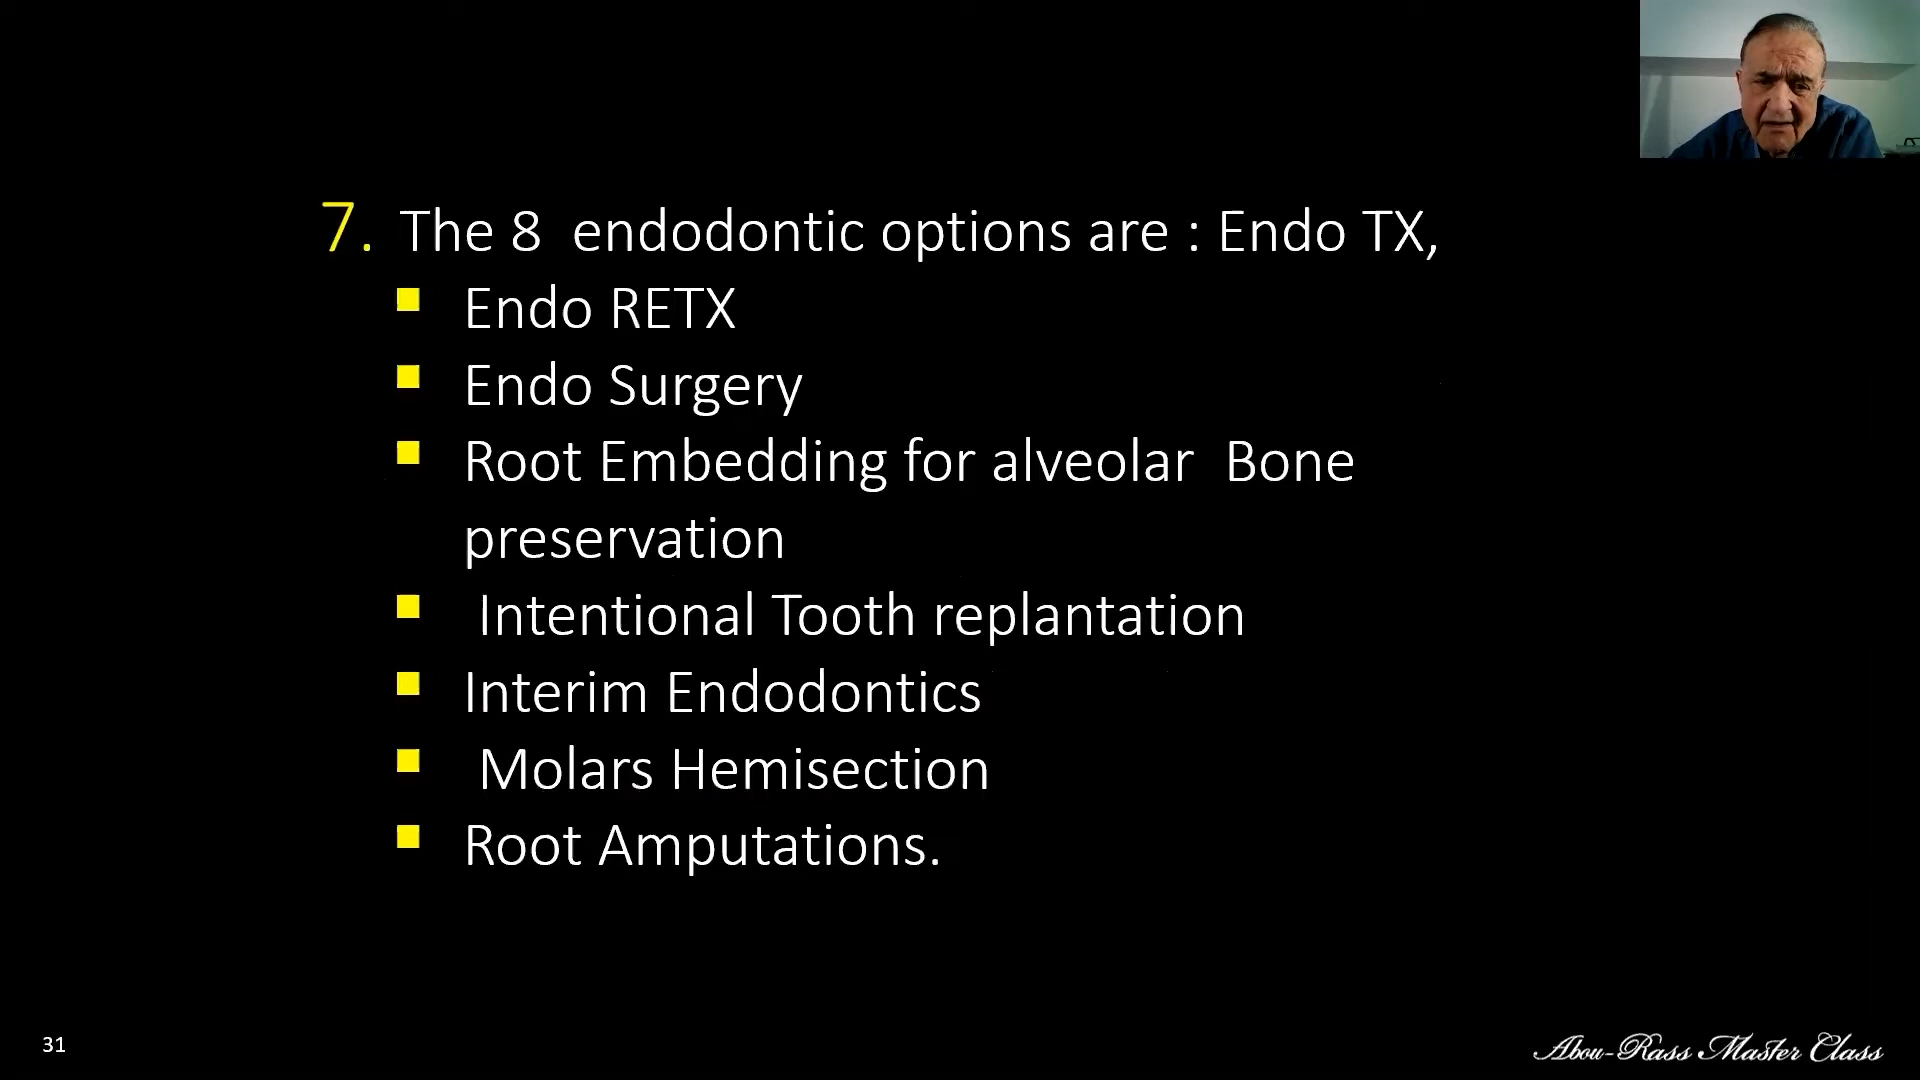 7. The 8 endodontic options are : Endo TX,
Endo RETX
Endo Surgery
Root Embedding for alveolar Bone
preservation
Intentional Tooth replantation
Interim Endodontics
Molars Hemisection
Root Amputations.
31
Abou-Rass Master Class